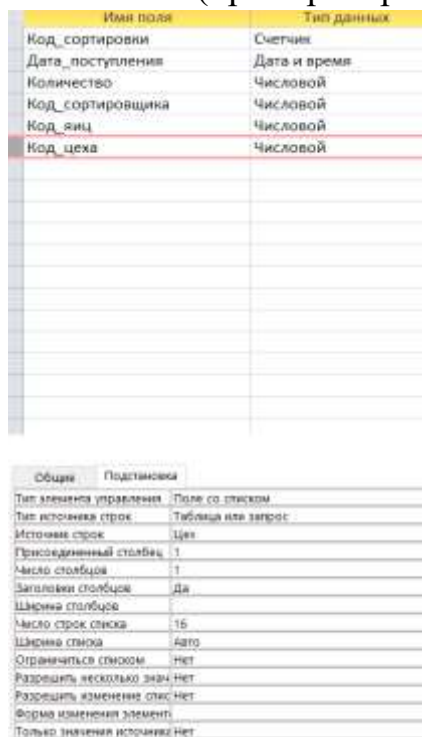 Имя поля Тип данных
Код_сортировки Счетчик
Дата_поступления Дата и время
Количество Числовой
Код_сортировщика Числовой
Код_яиц Числовой
Код_цеха Числовой
Общие Подстановка
Тип элемента управления Поле со списком
Тип источника строк Таблица или запрос
Источник строк Цех
Присоединенный столбец 1
Число столбцов 1
Заголовки столбцов Да
Ширина столбцов
Число строк списка 16
Ширина списка Авто
Ограничиться списком Нет
Разрешить несколько знач Нет
Разрешить изменение спис Нет
Форма изменения элемент
Только значения источника Нет